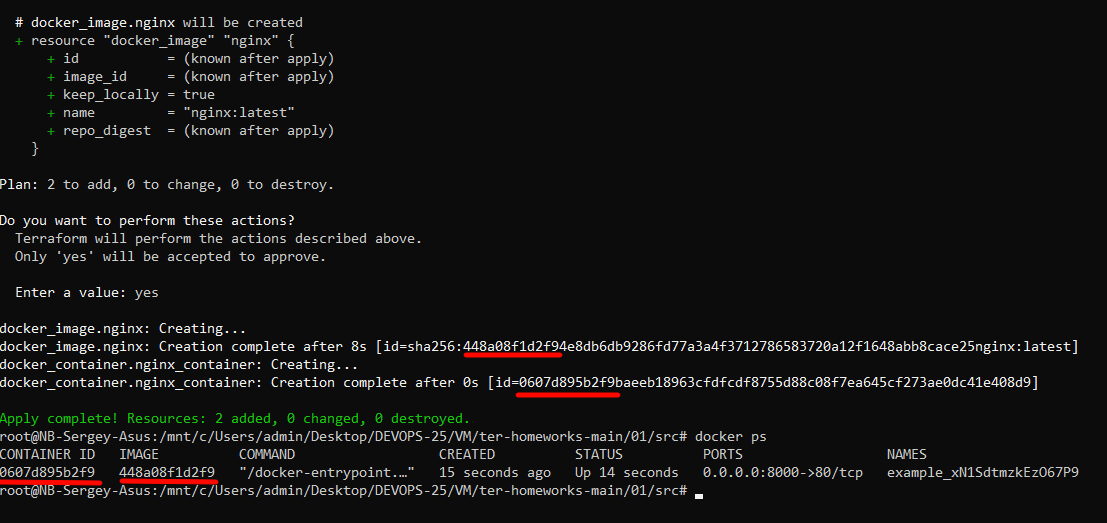 # docker_image.nginx will be created
+ resource "docker_image" "nginx" {
+ id = (known after apply)
+ image_id = (known after apply)
+ keep_locally = true
+ name = "nginx:latest"
+ repo_digest = (known after apply)
}
Plan: 2 to add, 0 to change, 0 to destroy.
Do you want to perform these actions?
Terraform will perform the actions described above.
Only 'yes' will be accepted to approve.
Enter a value: yes
docker_image.nginx: Creating...
docker_image.nginx: Creation complete after 8s [id=sha256:448a08f1d2f94e8db6db9286fd77a3a4f3712786583720a12f1648abb8cace25nginx:latest]
docker_container.nginx_container: Creating...
docker_container.nginx_container: Creation complete after 0s [id=0607d895b2f9baeeb18963cfdfcdf8755d88c08f7ea645cf273ae0dc41e408d9]
Apply complete! Resources: 2 added, 0 changed, 0 destroyed.
root@NB-Sergey-Asus:/mnt/c/Users/admin/Desktop/DEVOPS-25/VM/ter-homeworks-main/01/src# docker ps
CONTAINER ID IMAGE COMMAND CREATED STATUS PORTS NAMES
0607d895b2f9 448a08f1d2f9 "/docker-entrypoint.…" 15 seconds ago Up 14 seconds 0.0.0.0:8000->80/tcp example_xN1SdtmzkEzO67P9
root@NB-Sergey-Asus:/mnt/c/Users/admin/Desktop/DEVOPS-25/VM/ter-homeworks-main/01/src#